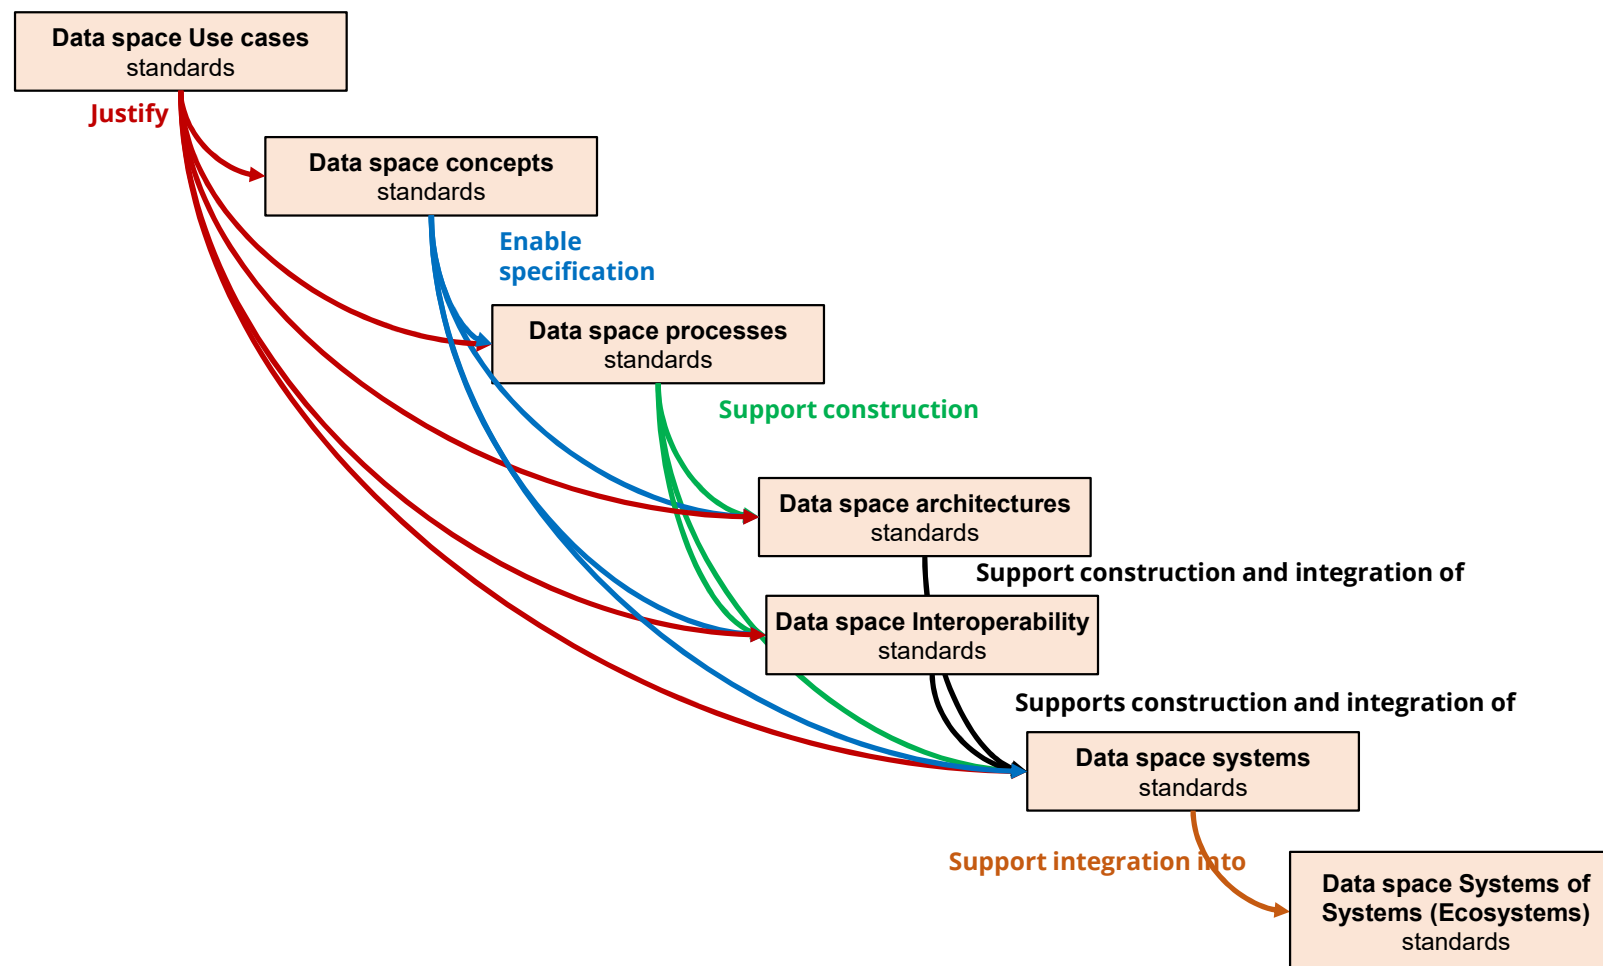 Data space Use cases
standards
Justify
Data space concepts
standards
Enable
specification
Data space processes
standards
Support construction
Data space architectures
standards
Support construction and integration of
Data space Interoperability
standards
Supports construction and integration of
Data space systems
standards
Support integration into
Data space Systems of
Systems (Ecosystems)
standards